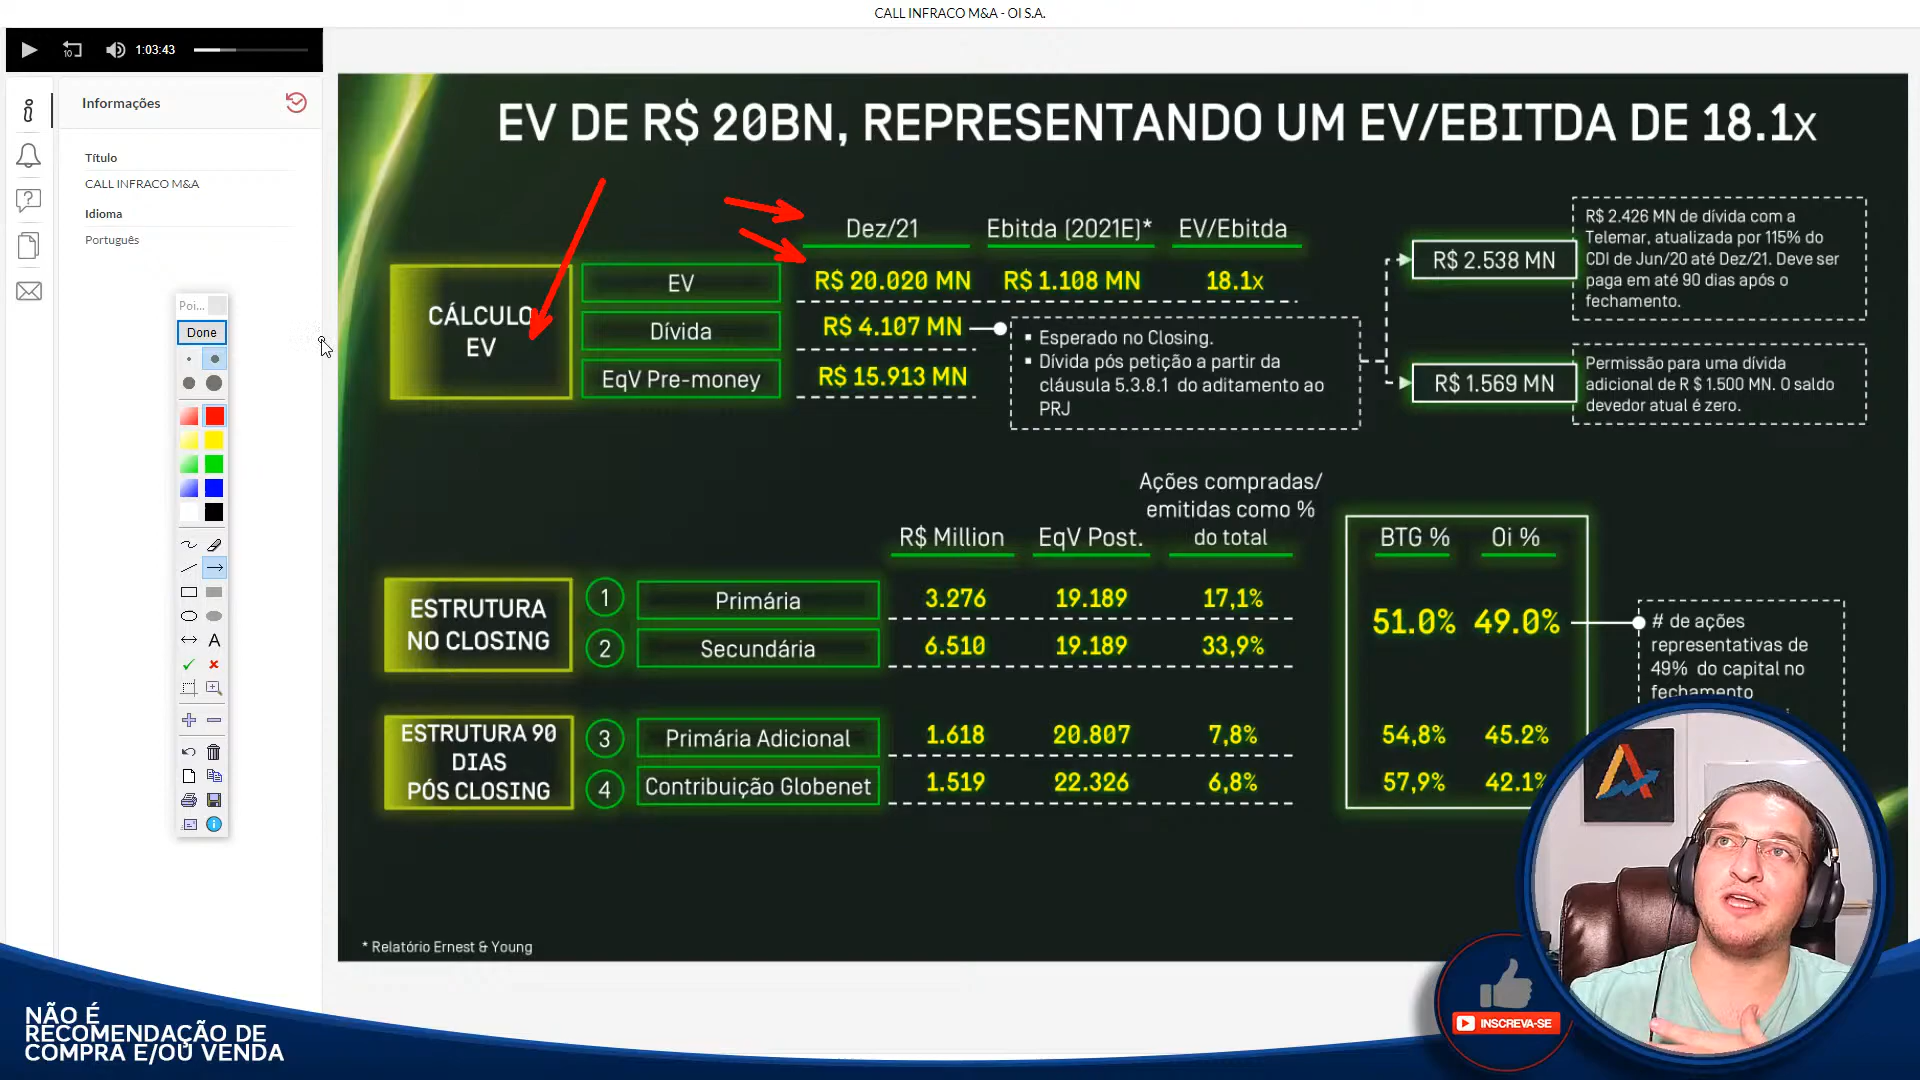 CALL INFRACO M&A - OI S.A.
10
1:03:43
Informações
Título
CALL INFRACO M&A
Idioma
Português
Poi...
Done
A
EV DE R$ 20BN, REPRESENTANDO UM EV/EBITDA DE 18.1x
Dez/21 Ebitda (2021E)* EV/Ebitda
CÁLCULO
EV
EV R$ 20.020 MN R$ 1.108 MN 18.1x
Dívida R$ 4.107 MN
EqV Pre-money R$ 15.913 MN
▪ Esperado no Closing.
▪ Dívida pós petição a partir da
cláusula 5.3.8.1 do aditamento ao
PRJ
R$ 2.538 MN
R$ 2.426 MN de dívida com a
Telemar, atualizada por 115% do
CDI de Jun/20 até Dez/21. Deve ser
paga em até 90 dias após o
fechamento.
R$ 1.569 MN
Permissão para uma dívida
adicional de R $ 1.500 MN. O saldo
devedor atual é zero.
Ações compradas/
emitidas como %
do total
R$ Million EqV Post. BTG % Oi %
ESTRUTURA
NO CLOSING
1 Primária 3.276 19.189 17,1%
2 Secundária 6.510 19.189 33,9%
51.0% 49.0%
# de ações
representativas de
49% do capital no
fechamento
ESTRUTURA 90
DIAS
PÓS CLOSING
3 Primária Adicional 1.618 20.807 7,8% 54,8% 45.2%
4 Contribuição Globenet 1.519 22.326 6,8% 57,9% 42.1%
* Relatório Ernest & Young
NÃO É
RECOMENDAÇÃO DE
COMPRA E/OU VENDA
INSCREVA-SE